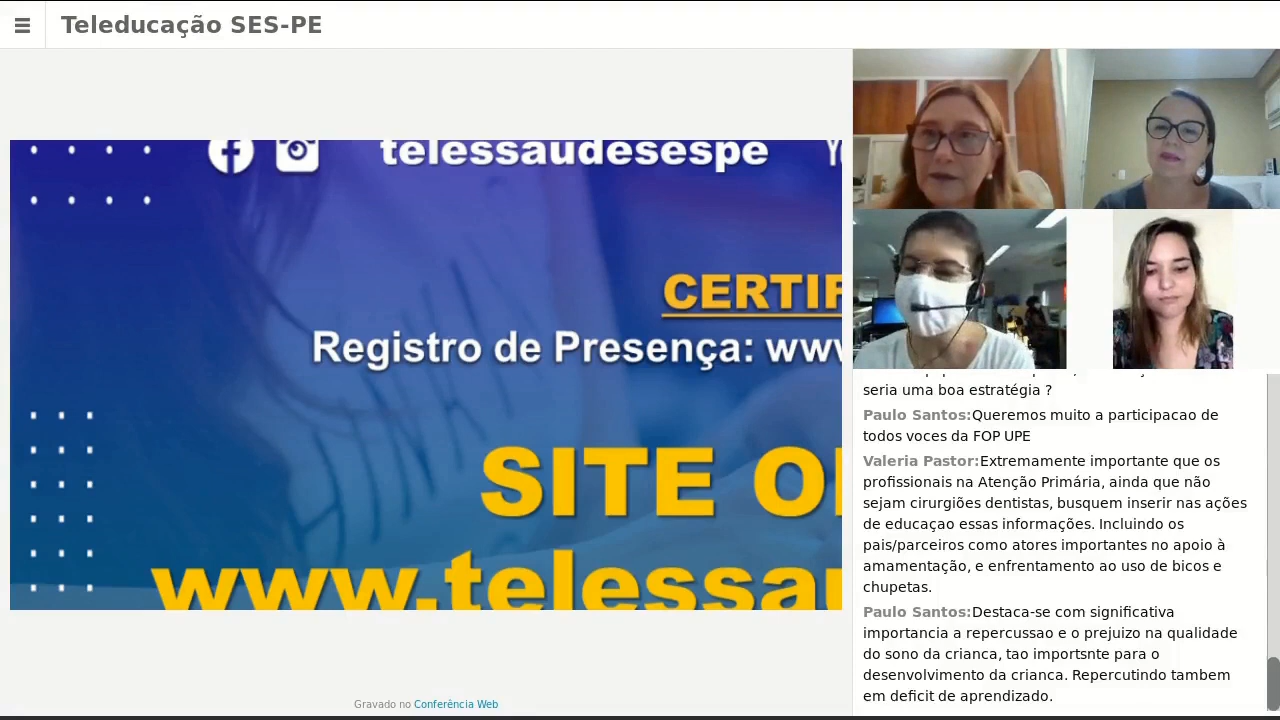 Teleducação SES-PE
telessaudesespe
CERTIF
Registro de Presença: www
SITE O
www.telessau
Gravado no Conferência Web
seria uma boa estratégia ?
Paulo Santos:Queremos muito a participacao de
todos voces da FOP UPE
Valeria Pastor:Extremamente importante que os
profissionais na Atenção Primária, ainda que não
sejam cirurgiões dentistas, busquem inserir nas ações
de educaçao essas informações. Incluindo os
pais/parceiros como atores importantes no apoio à
amamentação, e enfrentamento ao uso de bicos e
chupetas.
Paulo Santos:Destaca-se com significativa
importancia a repercussao e o prejuizo na qualidade
do sono da crianca, tao importsnte para o
desenvolvimento da crianca. Repercutindo tambem
em deficit de aprendizado.